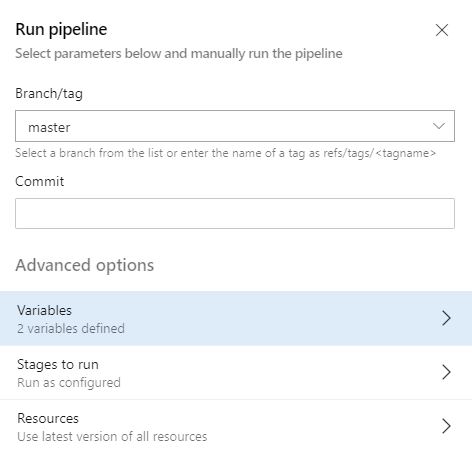 Run pipeline
Select parameters below and manually run the pipeline
Branch/tag
master
Select a branch from the list or enter the name of a tag as refs/tags/<tagname>
Commit
Advanced options
Variables
2 variables defined
Stages to run
Run as configured
Resources
Use latest version of all resources